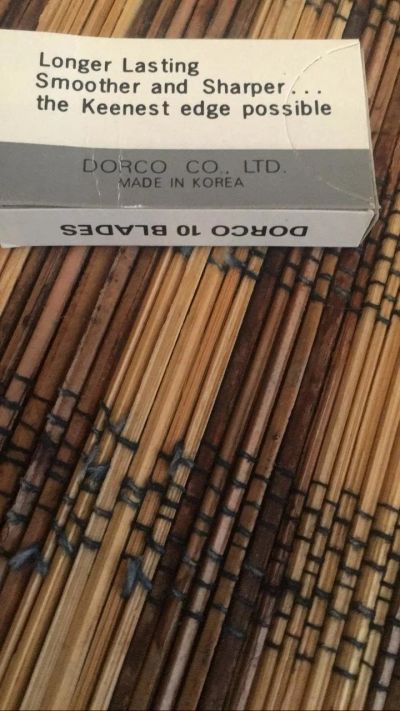 Longer Lasting
Smoother and Sharper...
the Keenest edge possible
DORCO CO., LTD.
MADE IN KOREA
DORCO 10 BLADES